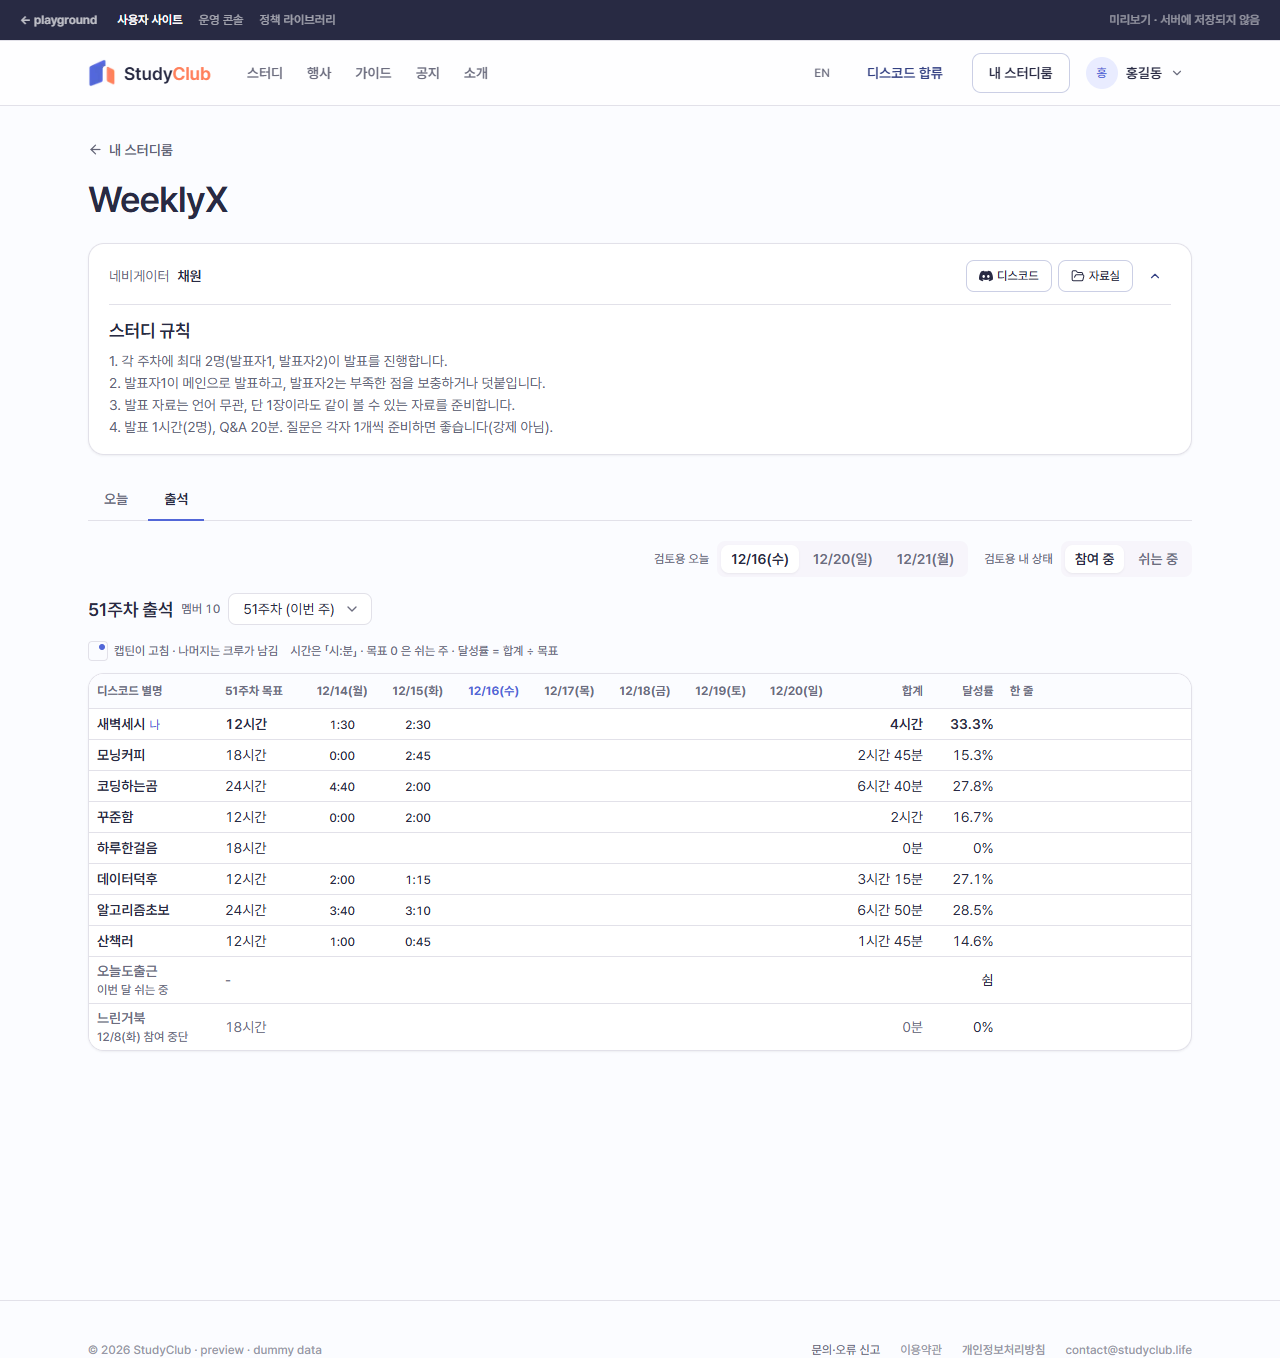 ← playground 사용자 사이트 운영 콘솔 정책 라이브러리 미리보기 · 서버에 저장되지 않음
StudyClub 스터디 행사 가이드 공지 소개 EN 디스코드 합류 내 스터디룸 홍 홍길동
← 내 스터디룸
WeeklyX
네비게이터 채원 디스코드 자료실
스터디 규칙
1. 각 주차에 최대 2명(발표자1, 발표자2)이 발표를 진행합니다.
2. 발표자1이 메인으로 발표하고, 발표자2는 부족한 점을 보충하거나 덧붙입니다.
3. 발표 자료는 언어 무관, 단 1장이라도 같이 볼 수 있는 자료를 준비합니다.
4. 발표 1시간(2명), Q&A 20분. 질문은 각자 1개씩 준비하면 좋습니다(강제 아님).
오늘 출석
검토용 오늘 12/16(수) 12/20(일) 12/21(월) 검토용 내 상태 참여 중 쉬는 중
51주차 출석 멤버 10 51주차 (이번 주)
캡틴이 고침 · 나머지는 크루가 남김 시간은 「시:분」 · 목표 0 은 쉬는 주 · 달성률 = 합계 ÷ 목표
디스코드 별명 51주차 목표 12/14(월) 12/15(화) 12/16(수) 12/17(목) 12/18(금) 12/19(토) 12/20(일) 합계 달성률 한 줄
새벽세시 나 12시간 1:30 2:30 4시간 33.3%
모닝커피 18시간 0:00 2:45 2시간 45분 15.3%
코딩하는곰 24시간 4:40 2:00 6시간 40분 27.8%
꾸준함 12시간 0:00 2:00 2시간 16.7%
하루한걸음 18시간 0분 0%
데이터덕후 12시간 2:00 1:15 3시간 15분 27.1%
알고리즘초보 24시간 3:40 3:10 6시간 50분 28.5%
산책러 12시간 1:00 0:45 1시간 45분 14.6%
오늘도출근 - 쉼
이번 달 쉬는 중
느린거북 18시간 0분 0%
12/8(화) 참여 중단
© 2026 StudyClub · preview · dummy data 문의·오류 신고 이용약관 개인정보처리방침 contact@studyclub.life